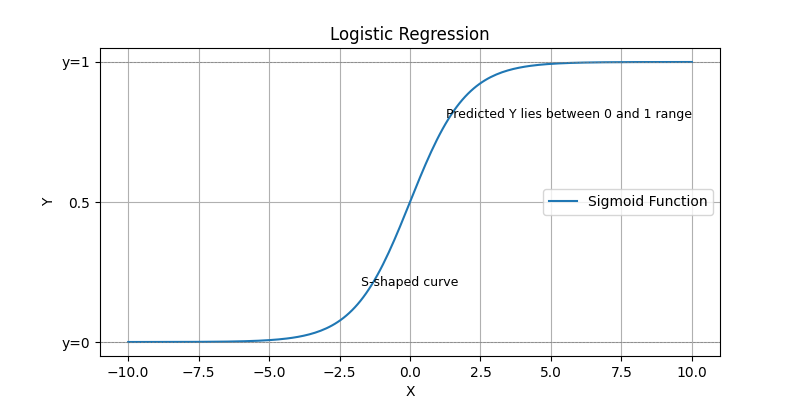 Logistic Regression
y=1
Predicted Y lies between 0 and 1 range
Y
0.5
Sigmoid Function
S-shaped curve
y=0
−10.0 −7.5 −5.0 −2.5 0.0 2.5 5.0 7.5 10.0
X